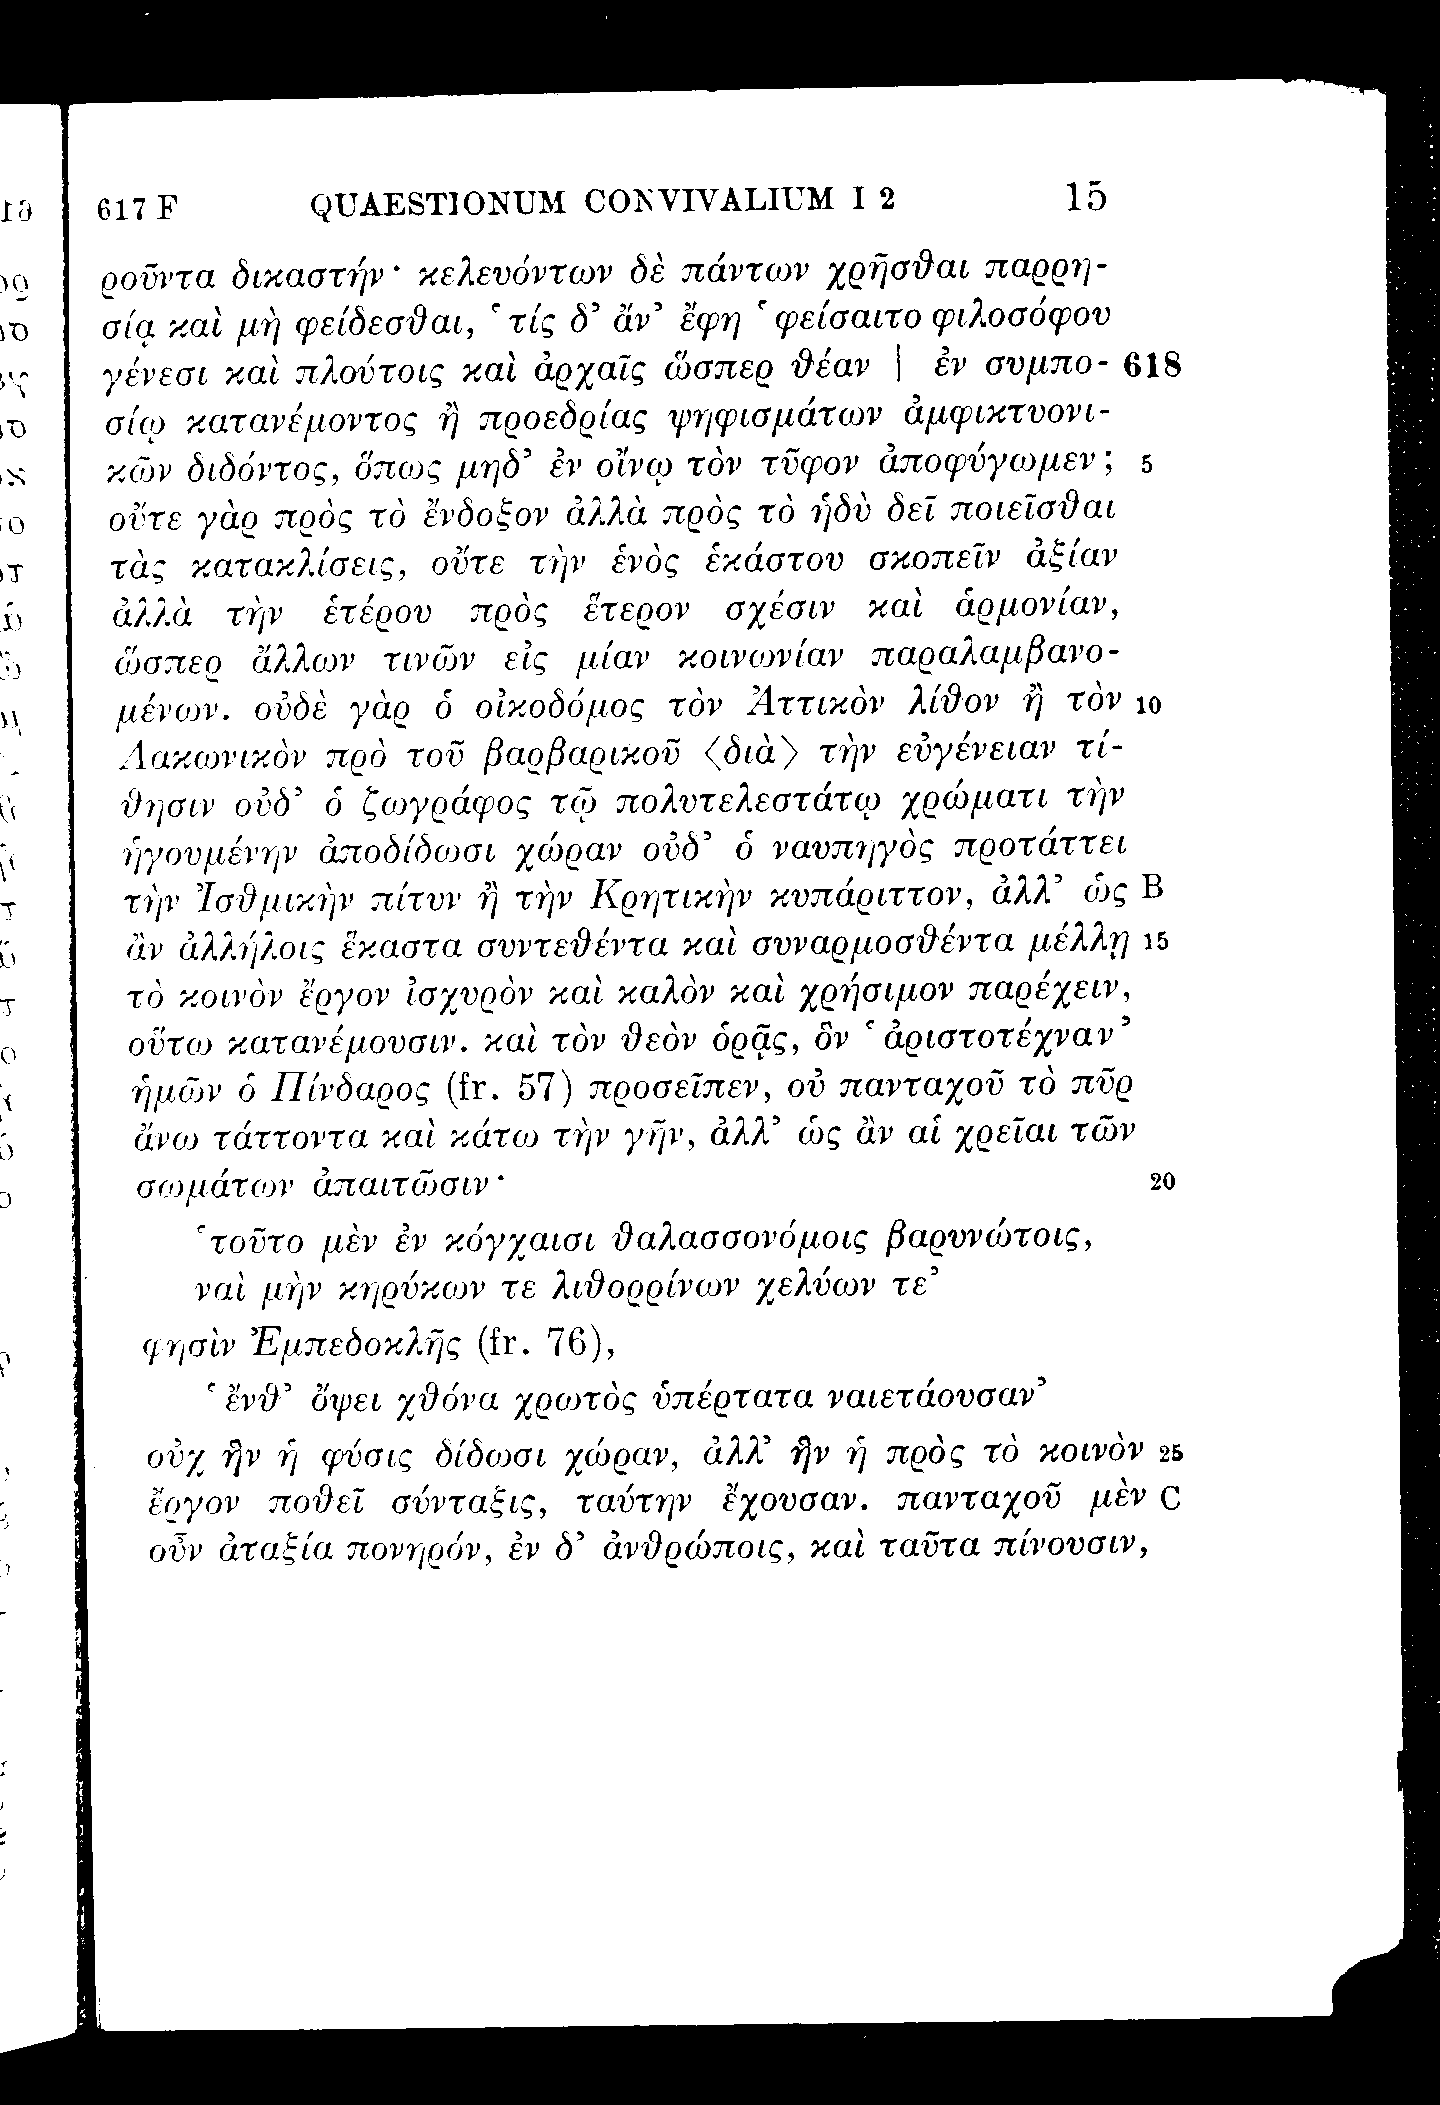 617 F QUAESTIONUM CONVIVALIUM I 2 15
ροῦντα δικαστήν· κελευόντων δὲ πάντων χρῆσθαι παρρη-
σίᾳ καὶ μὴ φείδεσθαι, ‘τίς δ’ ἄν’ ἔφη ‘φείσαιτο φιλοσόφου
γένεσι καὶ πλούτοις καὶ ἀρχαῖς ὥσπερ θέαν | ἐν συμπο- 618
σίῳ κατανέμοντος ἢ προεδρίας ψηφισμάτων ἀμφικτυονι-
κῶν διδόντος, ὅπως μηδ’ ἐν οἴνῳ τὸν τῦφον ἀποφύγωμεν; 5
οὔτε γὰρ πρὸς τὸ ἔνδοξον ἀλλὰ πρὸς τὸ ἡδὺ δεῖ ποιεῖσθαι
τὰς κατακλίσεις, οὔτε τὴν ἑνὸς ἑκάστου σκοπεῖν ἀξίαν
ἀλλὰ τὴν ἑτέρου πρὸς ἕτερον σχέσιν καὶ ἁρμονίαν,
ὥσπερ ἄλλων τινῶν εἰς μίαν κοινωνίαν παραλαμβανο-
μένων. οὐδὲ γὰρ ὁ οἰκοδόμος τὸν Ἀττικὸν λίθον ἢ τὸν 10
Λακωνικὸν πρὸ τοῦ βαρβαρικοῦ 〈διὰ〉 τὴν εὐγένειαν τί-
θησιν οὐδ’ ὁ ζωγράφος τῷ πολυτελεστάτῳ χρώματι τὴν
ἡγουμένην ἀποδίδωσι χώραν οὐδ’ ὁ ναυπηγὸς προτάττει
τὴν Ἰσθμικὴν πίτυν ἢ τὴν Κρητικὴν κυπάριττον, ἀλλ’ ὡς B
ἂν ἀλλήλοις ἕκαστα συντεθέντα καὶ συναρμοσθέντα μέλλῃ 15
τὸ κοινὸν ἔργον ἰσχυρὸν καὶ καλὸν καὶ χρήσιμον παρέχειν,
οὕτω κατανέμουσιν. καὶ τὸν θεὸν ὁρᾷς, ὃν ‘ἀριστοτέχναν’
ἡμῶν ὁ Πίνδαρος (fr. 57) προσεῖπεν, οὐ πανταχοῦ τὸ πῦρ
ἄνω τάττοντα καὶ κάτω τὴν γῆν, ἀλλ’ ὡς ἂν αἱ χρεῖαι τῶν
σωμάτων ἀπαιτῶσιν· 20
‘τοῦτο μὲν ἐν κόγχαισι θαλασσονόμοις βαρυνώτοις,
ναὶ μὴν κηρύκων τε λιθορρίνων χελύων τε’
φησὶν Ἐμπεδοκλῆς (fr. 76),
‘ἔνθ’ ὄψει χθόνα χρωτὸς ὑπέρτατα ναιετάουσαν’
οὐχ ἣν ἡ φύσις δίδωσι χώραν, ἀλλ’ ἣν ἡ πρὸς τὸ κοινὸν 25
ἔργον ποθεῖ σύνταξις, ταύτην ἔχουσαν. πανταχοῦ μὲν C
οὖν ἀταξία πονηρόν, ἐν δ’ ἀνθρώποις, καὶ ταῦτα πίνουσιν,